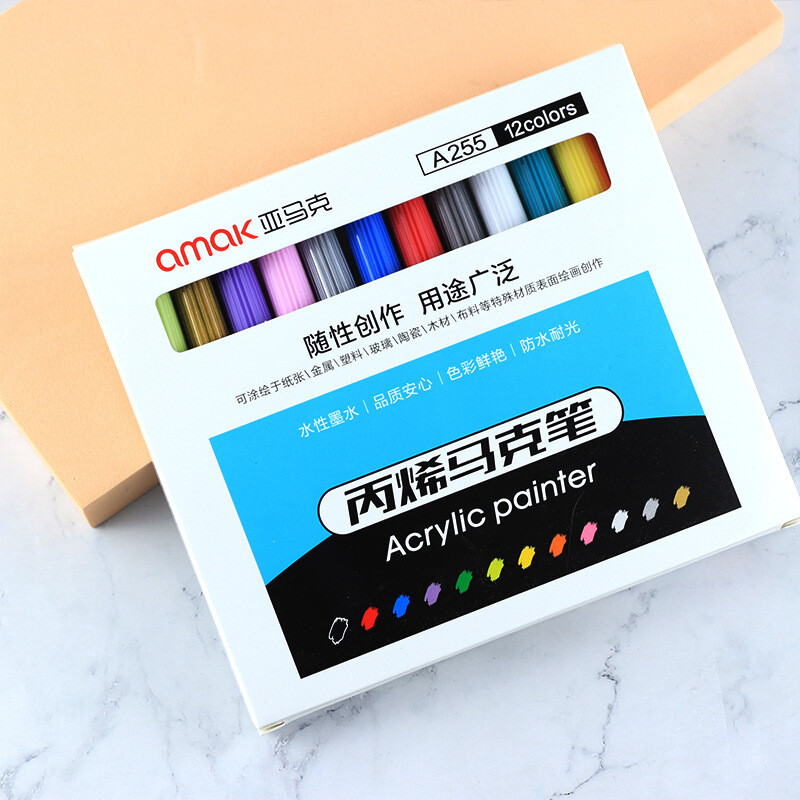 A255 12colors
amak 亚马克
随性创作 用途广泛
可涂绘于纸张\金属\塑料\玻璃\陶瓷\木材\布料等特殊材质表面绘画创作
水性墨水|品质安心|色彩鲜艳|防水耐光
丙烯马克笔
Acrylic painter